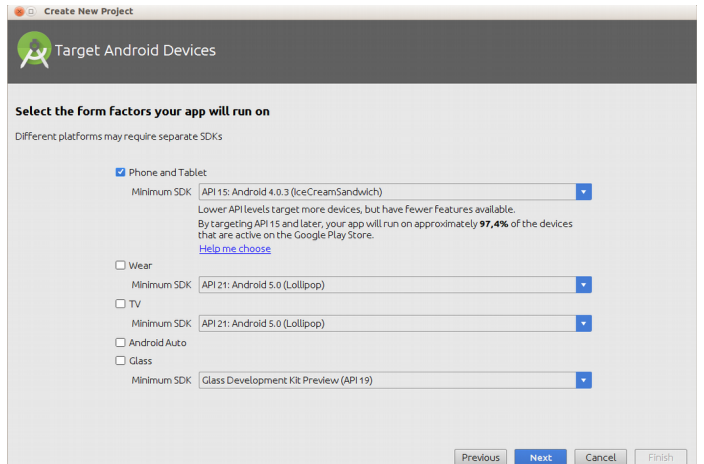 Create New Project
Target Android Devices
Select the form factors your app will run on
Different platforms may require separate SDKs
Phone and Tablet
Minimum SDK API 15: Android 4.0.3 (IceCreamSandwich)
Lower API levels target more devices, but have fewer features available.
By targeting API 15 and later, your app will run on approximately 97,4% of the devices
that are active on the Google Play Store.
Help me choose
Wear
Minimum SDK API 21: Android 5.0 (Lollipop)
TV
Minimum SDK API 21: Android 5.0 (Lollipop)
Android Auto
Glass
Minimum SDK Glass Development Kit Preview (API 19)
Previous Next Cancel Finish